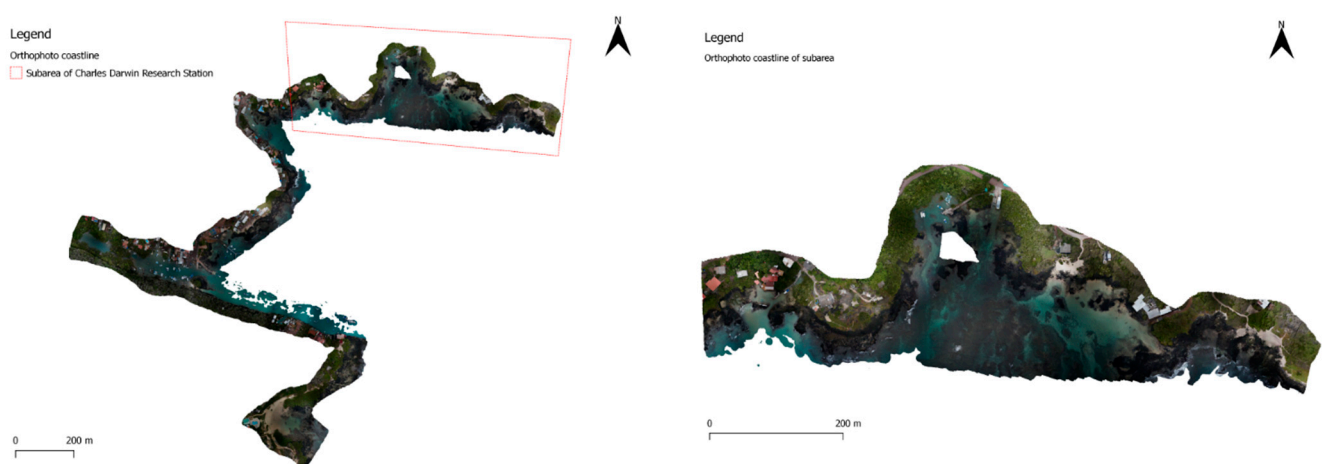 Legend
Orthophoto coastline
Subarea of Charles Darwin Research Station
N
0 200 m
Legend
Orthophoto coastline of subarea
N
0 200 m